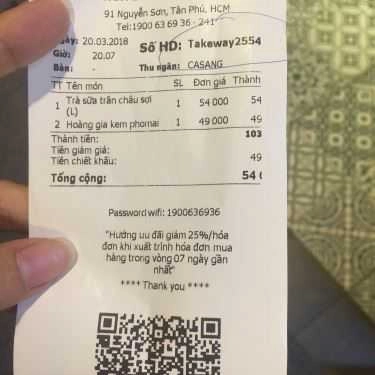 91 Nguyễn Sơn, Tân Phú, HCM
Tel:1900 63 69 36 - 241
Ngày: 20.03.2018 Số HD: Takeway2554
Giờ: 20.07
Bàn: - Thu ngân: CASANG
TT Tên món SL Đơn giá Thành
1 Trà sữa trân châu sợi (L) 1 54 000 54
2 Hoàng gia kem phomai 1 49 000 49
Thành tiền: 103
Tiền giảm giá:
Tiền chiết khấu: 49
Tổng cộng: 54 0
Password wifi: 1900636936
"Hướng ưu đãi giảm 25%/hóa
đơn khi xuất trình hóa đơn mua
hàng trong vòng 07 ngày gần
nhất"
**** Thank you ****